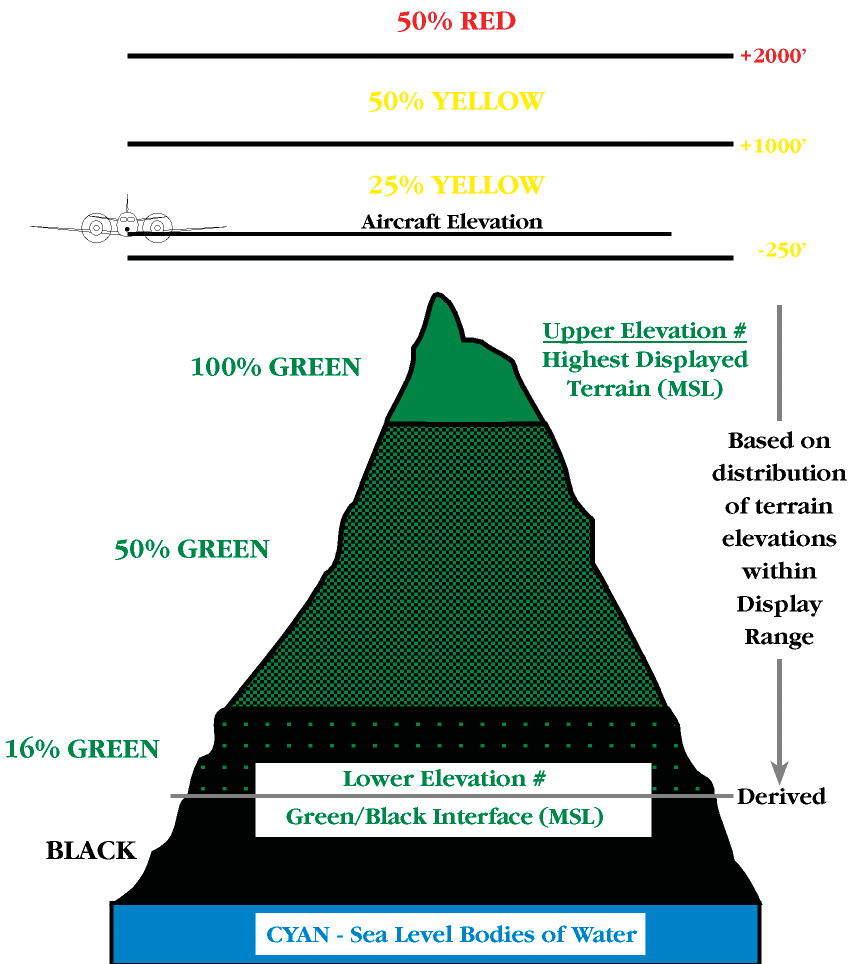 50% RED
+2000’
50% YELLOW
+1000’
25% YELLOW
Aircraft Elevation
-250’
100% GREEN
Upper Elevation #
Highest Displayed
Terrain (MSL)
Based on
distribution
of terrain
elevations
within
Display
Range
50% GREEN
16% GREEN
Lower Elevation #
Derived
Green/Black Interface (MSL)
BLACK
CYAN - Sea Level Bodies of Water